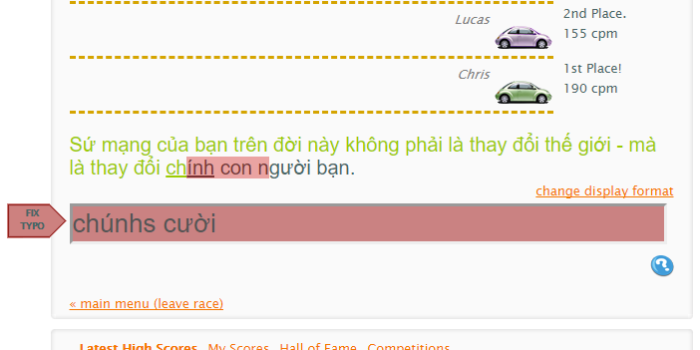 Lucas
2nd Place.
155 cpm
Chris
1st Place!
190 cpm
Sứ mạng của bạn trên đời này không phải là thay đổi thế giới - mà
là thay đổi chính con người bạn.
change display format
FIX
TYPO
chúnhs cười
?
« main menu (leave race)
Latest High Scores My Scores Hall of Fame Competitions